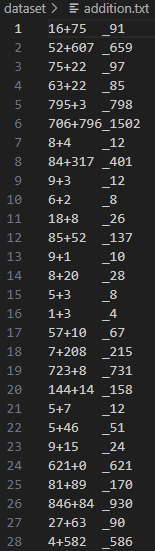 dataset > addition.txt
1 16+75 _91
2 52+607 _659
3 75+22 _97
4 63+22 _85
5 795+3 _798
6 706+796_1502
7 8+4 _12
8 84+317 _401
9 9+3 _12
10 6+2 _8
11 18+8 _26
12 85+52 _137
13 9+1 _10
14 8+20 _28
15 5+3 _8
16 1+3 _4
17 57+10 _67
18 7+208 _215
19 723+8 _731
20 144+14 _158
21 5+7 _12
22 5+46 _51
23 9+15 _24
24 621+0 _621
25 81+89 _170
26 846+84 _930
27 27+63 _90
28 4+582 _586